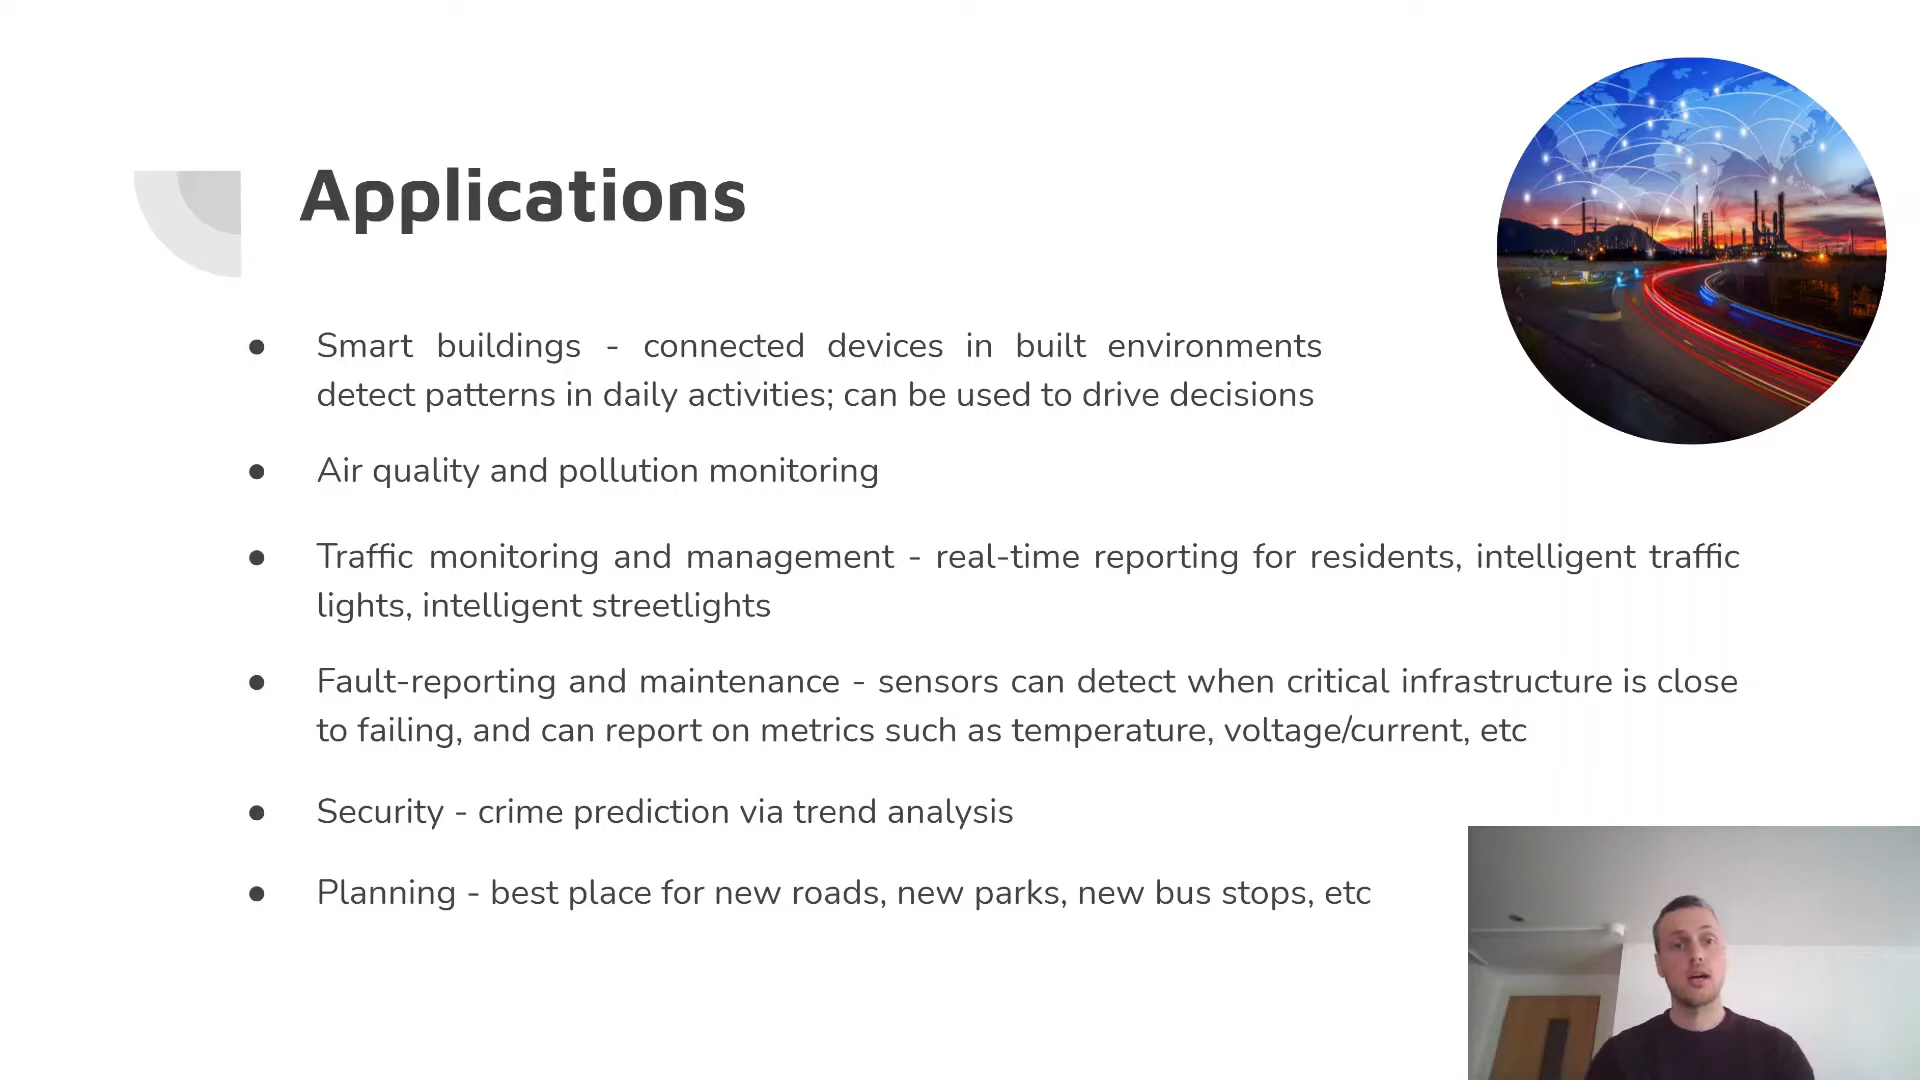 Applications
● Smart buildings - connected devices in built environments
detect patterns in daily activities; can be used to drive decisions
● Air quality and pollution monitoring
● Traffic monitoring and management - real-time reporting for residents, intelligent traffic
lights, intelligent streetlights
● Fault-reporting and maintenance - sensors can detect when critical infrastructure is close
to failing, and can report on metrics such as temperature, voltage/current, etc
● Security - crime prediction via trend analysis
● Planning - best place for new roads, new parks, new bus stops, etc